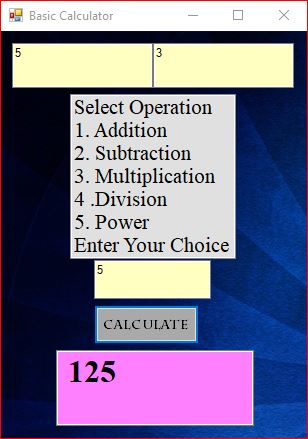 Basic Calculator
5 3
Select Operation
1. Addition
2. Subtraction
3. Multiplication
4 .Division
5. Power
Enter Your Choice
5
CALCULATE
125